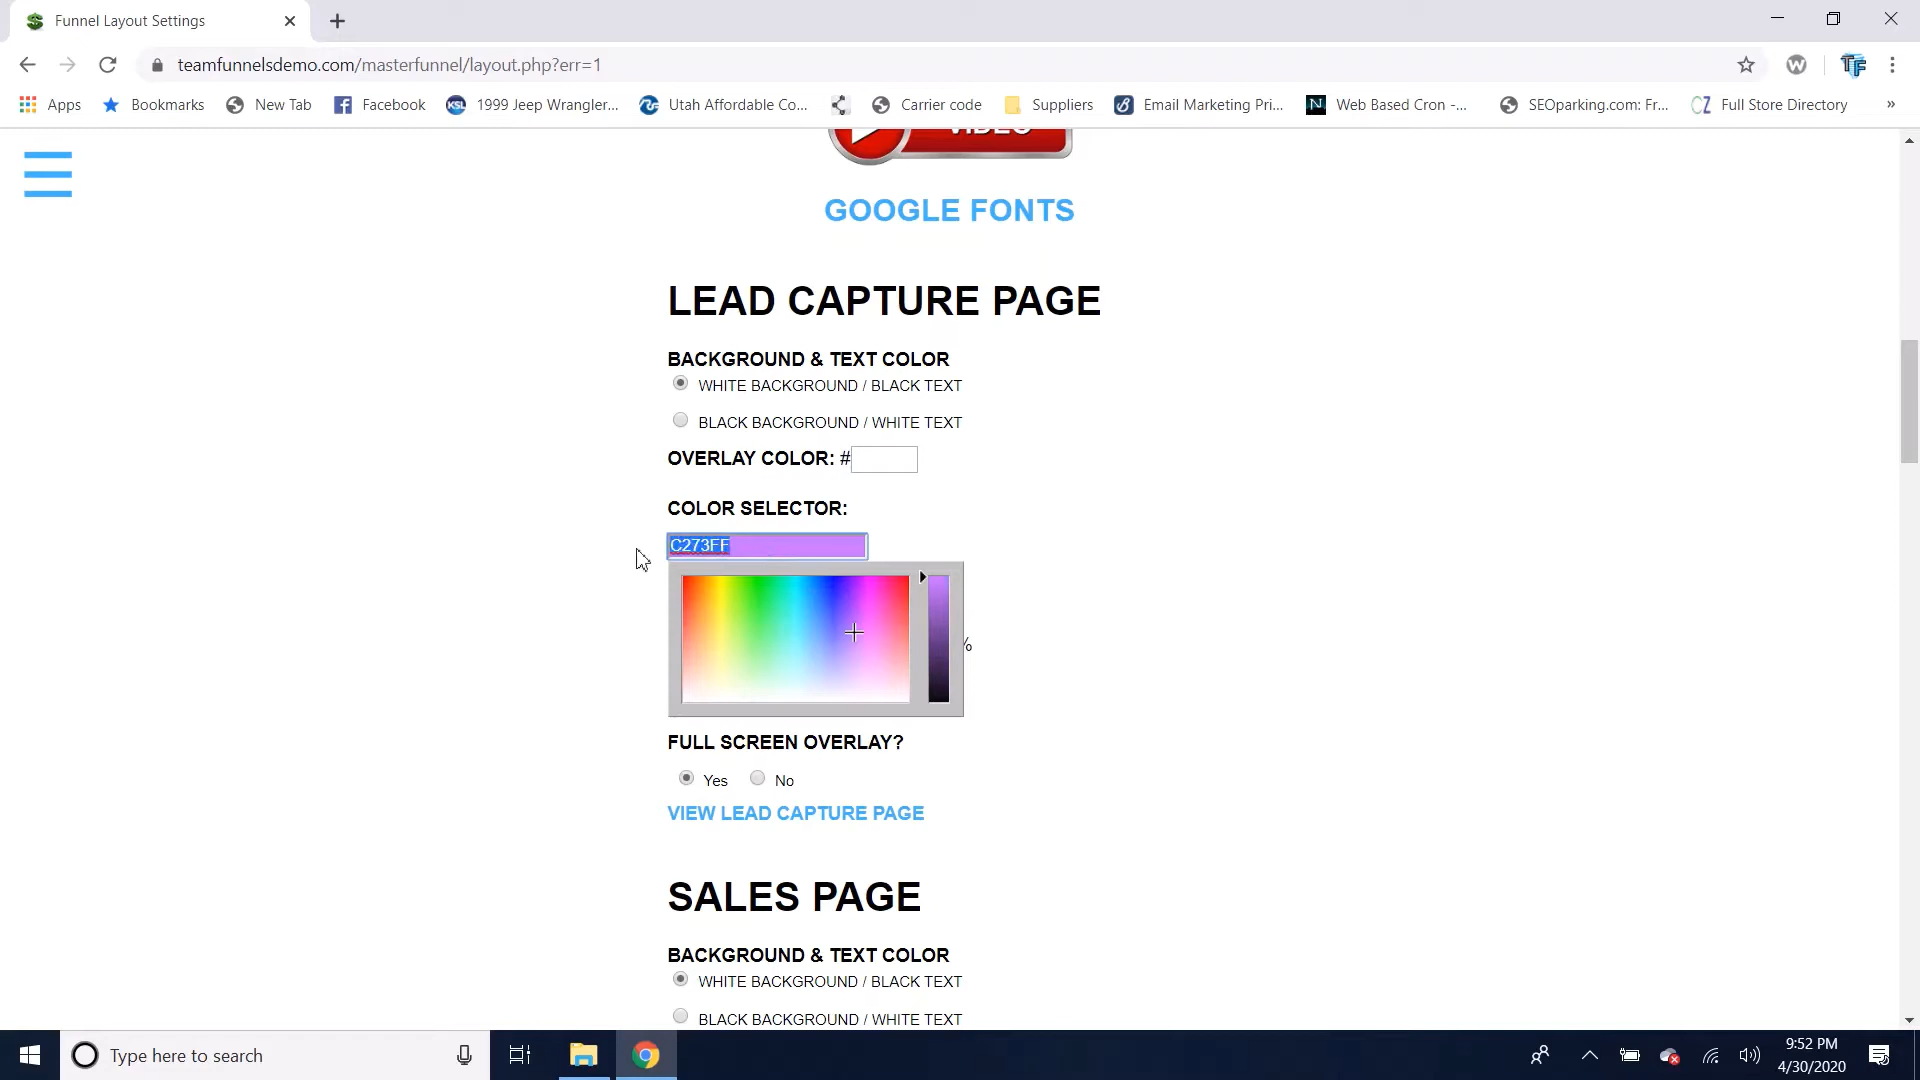 Funnel Layout Settings
teamfunnelsdemo.com/masterfunnel/layout.php?err=1
W
TF
Apps
Bookmarks
New Tab
Facebook
KSL
1999 Jeep Wrangler...
Utah Affordable Co...
Carrier code
Suppliers
Email Marketing Pri...
N
Web Based Cron -...
SEOparking.com: Fr...
CZ
Full Store Directory
»
VIDEO
GOOGLE FONTS
LEAD CAPTURE PAGE
BACKGROUND & TEXT COLOR
WHITE BACKGROUND / BLACK TEXT
BLACK BACKGROUND / WHITE TEXT
OVERLAY COLOR: #
COLOR SELECTOR:
C273FF
%
FULL SCREEN OVERLAY?
Yes No
VIEW LEAD CAPTURE PAGE
SALES PAGE
BACKGROUND & TEXT COLOR
WHITE BACKGROUND / BLACK TEXT
BLACK BACKGROUND / WHITE TEXT
Type here to search
9:52 PM
4/30/2020